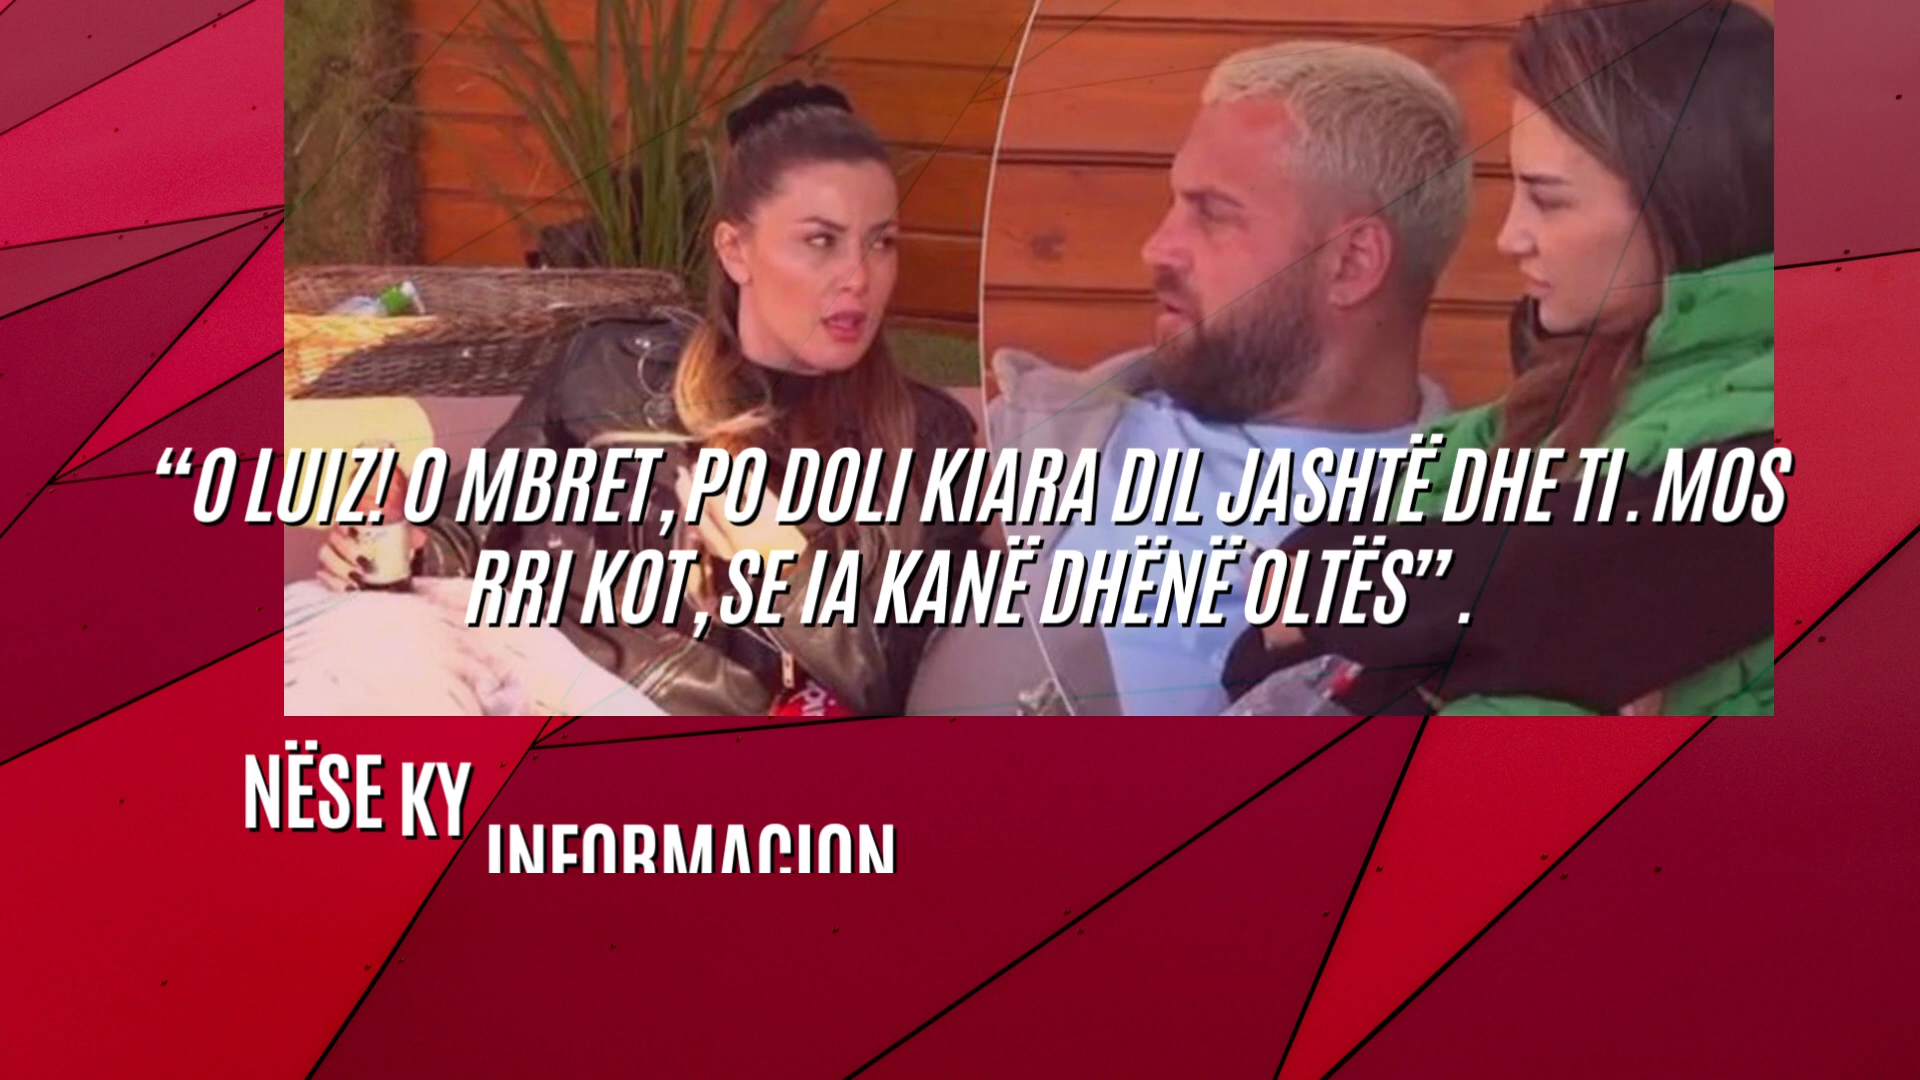 “O LUIZ! O MBRET, PO DOLI KIARA DIL JASHTË DHE TI. MOS
RRI KOT, SE IA KANË DHËNË OLTËS”.
NËSE KY INFORMACION